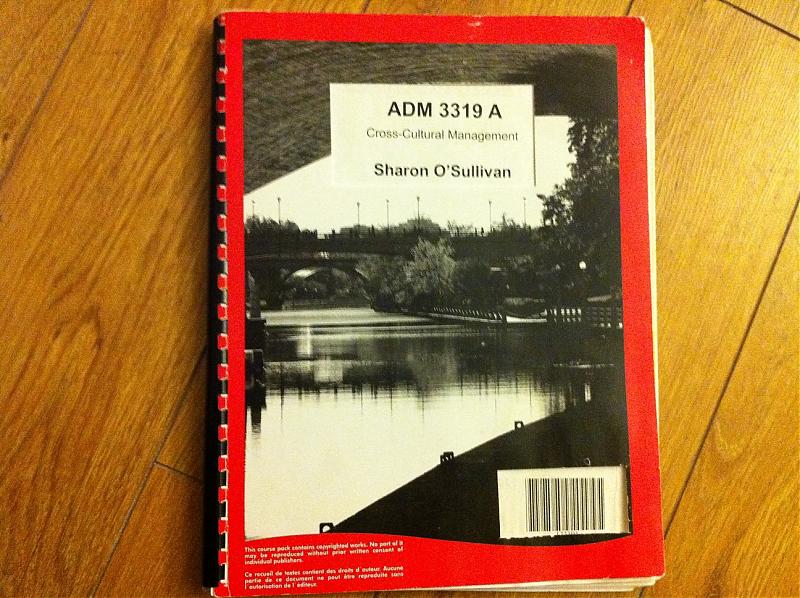 ADM 3319 A
Cross-Cultural Management
Sharon O'Sullivan
This course pack contains copyrighted works. No part of it
may be reproduced without prior written consent of
individual publishers.
Ce recueil de textes contient des droits d'auteur. Aucune
partie de ce document ne peut être reproduite sans
l'autorisation de l'éditeur.